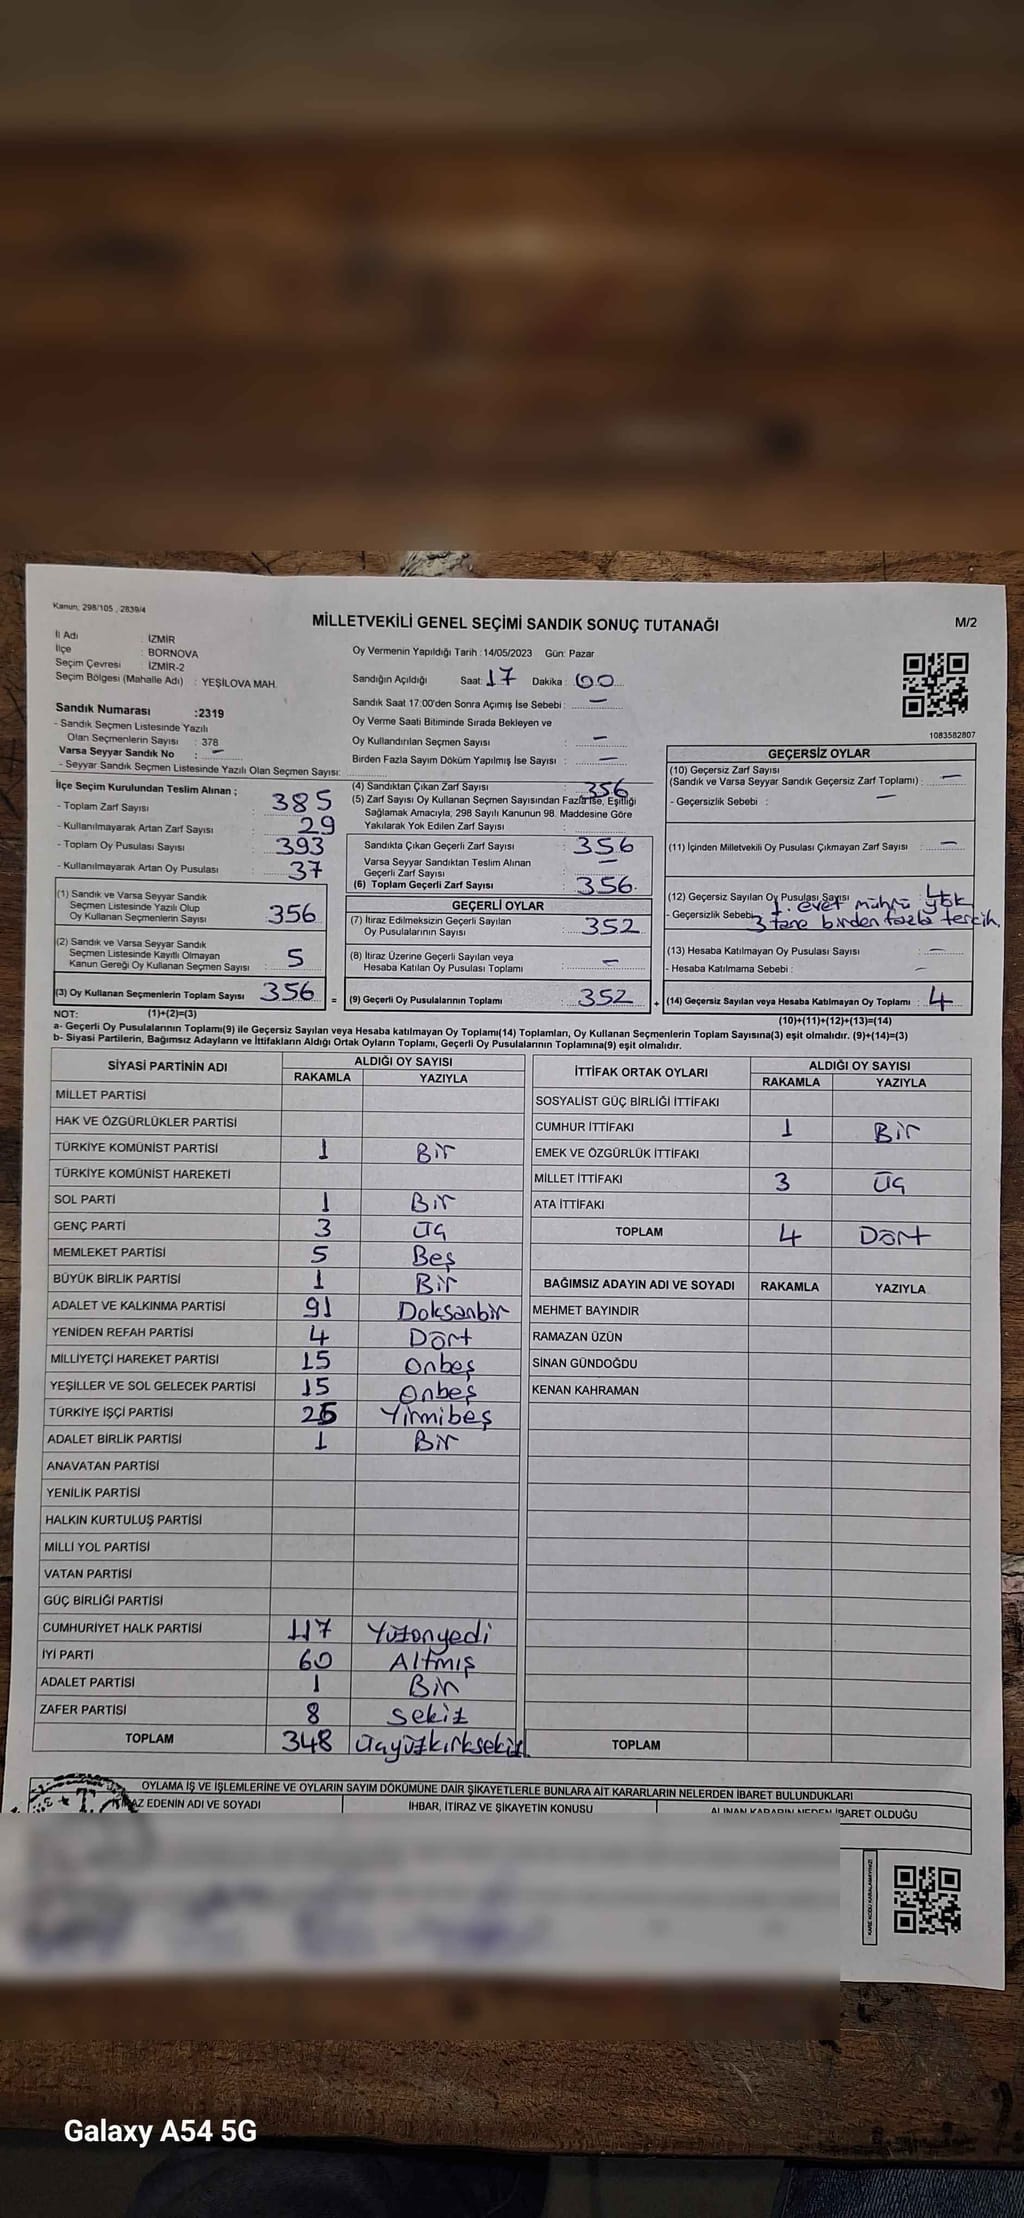 Kanun, 298/105 , 2839/4
MİLLETVEKİLİ GENEL SEÇİMİ SANDIK SONUÇ TUTANAĞI
M/2
İl Adı : İZMİR
İlçe : BORNOVA
Seçim Çevresi : İZMİR-2
Seçim Bölgesi (Mahalle Adı) : YEŞİLOVA MAH.
Sandık Numarası :2319
- Sandık Seçmen Listesinde Yazılı
Olan Seçmenlerin Sayısı : 378
Varsa Seyyar Sandık No : –
- Seyyar Sandık Seçmen Listesinde Yazılı Olan Seçmen Sayısı:
Oy Vermenin Yapıldığı Tarih : 14/05/2023 Gün: Pazar
Sandığın Açıldığı Saat: 17 Dakika : 00
Sandık Saat 17:00'den Sonra Açımış İse Sebebi : –
Oy Verme Saati Bitiminde Sırada Bekleyen ve
Oy Kullandırılan Seçmen Sayısı : –
Birden Fazla Sayım Döküm Yapılmış İse Sayısı : –
1083582807
İlçe Seçim Kurulundan Teslim Alınan ;
- Toplam Zarf Sayısı : 385
- Kullanılmayarak Artan Zarf Sayısı : 29
- Toplam Oy Pusulası Sayısı : 393
- Kullanılmayarak Artan Oy Pusulası : 37
(1) Sandık ve Varsa Seyyar Sandık
Seçmen Listesinde Yazılı Olup
Oy Kullanan Seçmenlerin Sayısı 356
(2) Sandık ve Varsa Seyyar Sandık
Seçmen Listesinde Kayıtlı Olmayan
Kanun Gereği Oy Kullanan Seçmen Sayısı 5
(3) Oy Kullanan Seçmenlerin Toplam Sayısı 356 =
(4) Sandıktan Çıkan Zarf Sayısı : 356
(5) Zarf Sayısı Oy Kullanan Seçmen Sayısından Fazla İse, Eşitliği
Sağlamak Amacıyla, 298 Sayılı Kanunun 98. Maddesine Göre
Yakılarak Yok Edilen Zarf Sayısı :
Sandıkta Çıkan Geçerli Zarf Sayısı : 356
Varsa Seyyar Sandıktan Teslim Alınan
Geçerli Zarf Sayısı : –
(6) Toplam Geçerli Zarf Sayısı : 356
GEÇERLİ OYLAR
(7) İtiraz Edilmeksizin Geçerli Sayılan
Oy Pusulalarının Sayısı : 352
(8) İtiraz Üzerine Geçerli Sayılan veya
Hesaba Katılan Oy Pusulası Toplamı : –
(9) Geçerli Oy Pusulalarının Toplamı : 352 +
GEÇERSİZ OYLAR
(10) Geçersiz Zarf Sayısı
(Sandık ve Varsa Seyyar Sandık Geçersiz Zarf Toplamı) : –
- Geçersizlik Sebebi : –
(11) İçinden Milletvekili Oy Pusulası Çıkmayan Zarf Sayısı : –
(12) Geçersiz Sayılan Oy Pusulası Sayısı 4
- Geçersizlik Sebebi 1. evet mührü yok
3 tane birden fazla tercih.
(13) Hesaba Katılmayan Oy Pusulası Sayısı : –
- Hesaba Katılmama Sebebi : –
(14) Geçersiz Sayılan veya Hesaba Katılmayan Oy Toplamı : 4
NOT: (1)+(2)=(3)
(10)+(11)+(12)+(13)=(14)
a- Geçerli Oy Pusulalarının Toplamı(9) ile Geçersiz Sayılan veya Hesaba katılmayan Oy Toplamı(14) Toplamları, Oy Kullanan Seçmenlerin Toplam Sayısına(3) eşit olmalıdır. (9)+(14)=(3)
b- Siyasi Partilerin, Bağımsız Adayların ve İttifakların Aldığı Ortak Oyların Toplamı, Geçerli Oy Pusulalarının Toplamına(9) eşit olmalıdır.
SİYASİ PARTİNİN ADI ALDIĞI OY SAYISI
RAKAMLA YAZIYLA
MİLLET PARTİSİ
HAK VE ÖZGÜRLÜKLER PARTİSİ
TÜRKİYE KOMÜNİST PARTİSİ 1 Bir
TÜRKİYE KOMÜNİST HAREKETİ
SOL PARTİ 1 Bir
GENÇ PARTİ 3 Üç
MEMLEKET PARTİSİ 5 Beş
BÜYÜK BİRLİK PARTİSİ 1 Bir
ADALET VE KALKINMA PARTİSİ 91 Doksanbir
YENİDEN REFAH PARTİSİ 4 Dört
MİLLİYETÇİ HAREKET PARTİSİ 15 Onbeş
YEŞİLLER VE SOL GELECEK PARTİSİ 15 Onbeş
TÜRKİYE İŞÇİ PARTİSİ 25 Yirmibeş
ADALET BİRLİK PARTİSİ 1 Bir
ANAVATAN PARTİSİ
YENİLİK PARTİSİ
HALKIN KURTULUŞ PARTİSİ
MİLLİ YOL PARTİSİ
VATAN PARTİSİ
GÜÇ BİRLİĞİ PARTİSİ
CUMHURİYET HALK PARTİSİ 117 Yüzonyedi
İYİ PARTİ 60 Altmış
ADALET PARTİSİ 1 Bir
ZAFER PARTİSİ 8 Sekiz
TOPLAM 348 Üçyüzkırksekiz
İTTİFAK ORTAK OYLARI ALDIĞI OY SAYISI
RAKAMLA YAZIYLA
SOSYALİST GÜÇ BİRLİĞİ İTTİFAKI
CUMHUR İTTİFAKI 1 Bir
EMEK VE ÖZGÜRLÜK İTTİFAKI
MİLLET İTTİFAKI 3 Üç
ATA İTTİFAKI
TOPLAM 4 Dört
BAĞIMSIZ ADAYIN ADI VE SOYADI RAKAMLA YAZIYLA
MEHMET BAYINDIR
RAMAZAN ÜZÜN
SİNAN GÜNDOĞDU
KENAN KAHRAMAN
TOPLAM
OYLAMA İŞ VE İŞLEMLERİNE VE OYLARIN SAYIM DÖKÜMÜNE DAİR ŞİKAYETLERLE BUNLARA AİT KARARLARIN NELERDEN İBARET BULUNDUKLARI
EDENİN ADI VE SOYADI İHBAR, İTİRAZ VE ŞİKAYETİN KONUSU ALINAN KARARIN NEDEN İBARET OLDUĞU
Galaxy A54 5G